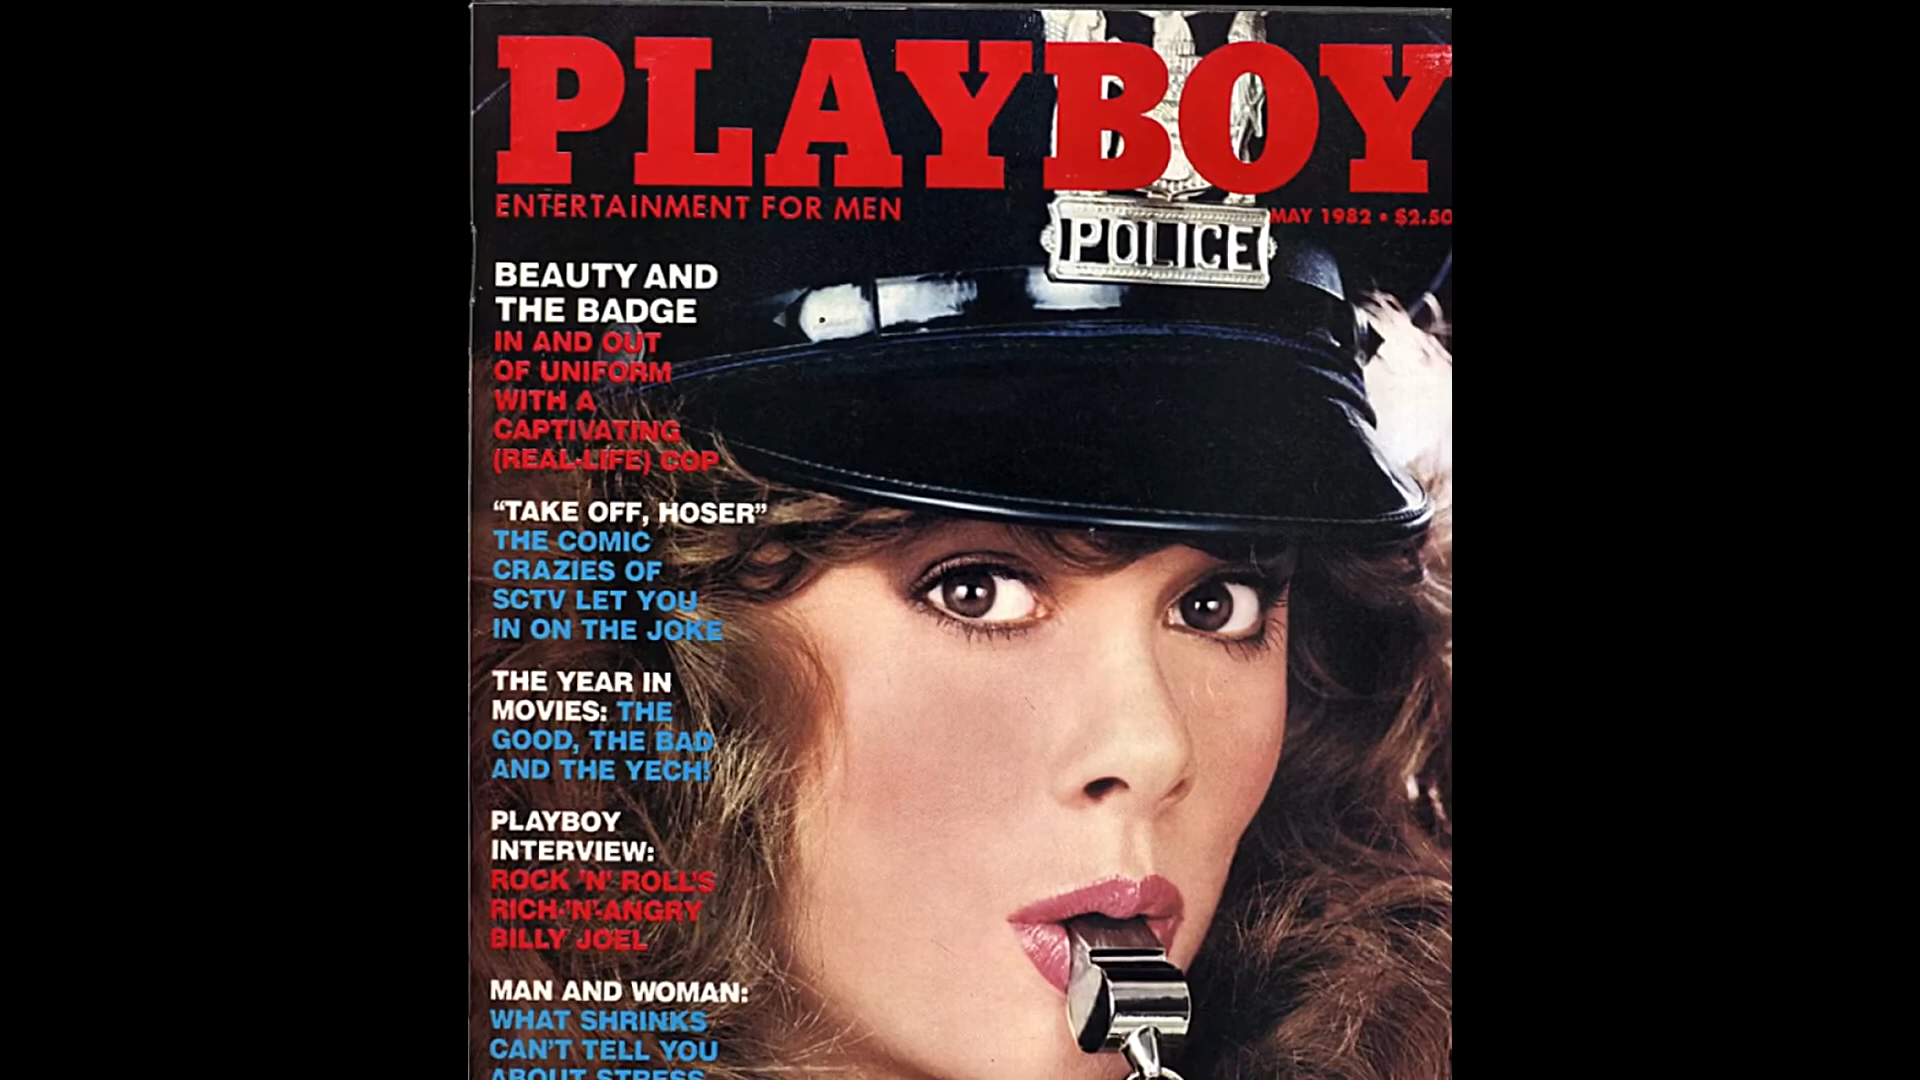 PLAYBOY
ENTERTAINMENT FOR MEN
MAY 1982 • $2.50
POLICE
BEAUTY AND
THE BADGE
IN AND OUT
OF UNIFORM
WITH A
CAPTIVATING
(REAL-LIFE) COP
“TAKE OFF, HOSER”
THE COMIC
CRAZIES OF
SCTV LET YOU
IN ON THE JOKE
THE YEAR IN
MOVIES: THE
GOOD, THE BAD
AND THE YECH!
PLAYBOY
INTERVIEW:
ROCK 'N' ROLL'S
RICH-'N'-ANGRY
BILLY JOEL
MAN AND WOMAN:
WHAT SHRINKS
CAN'T TELL YOU
ABOUT STRESS